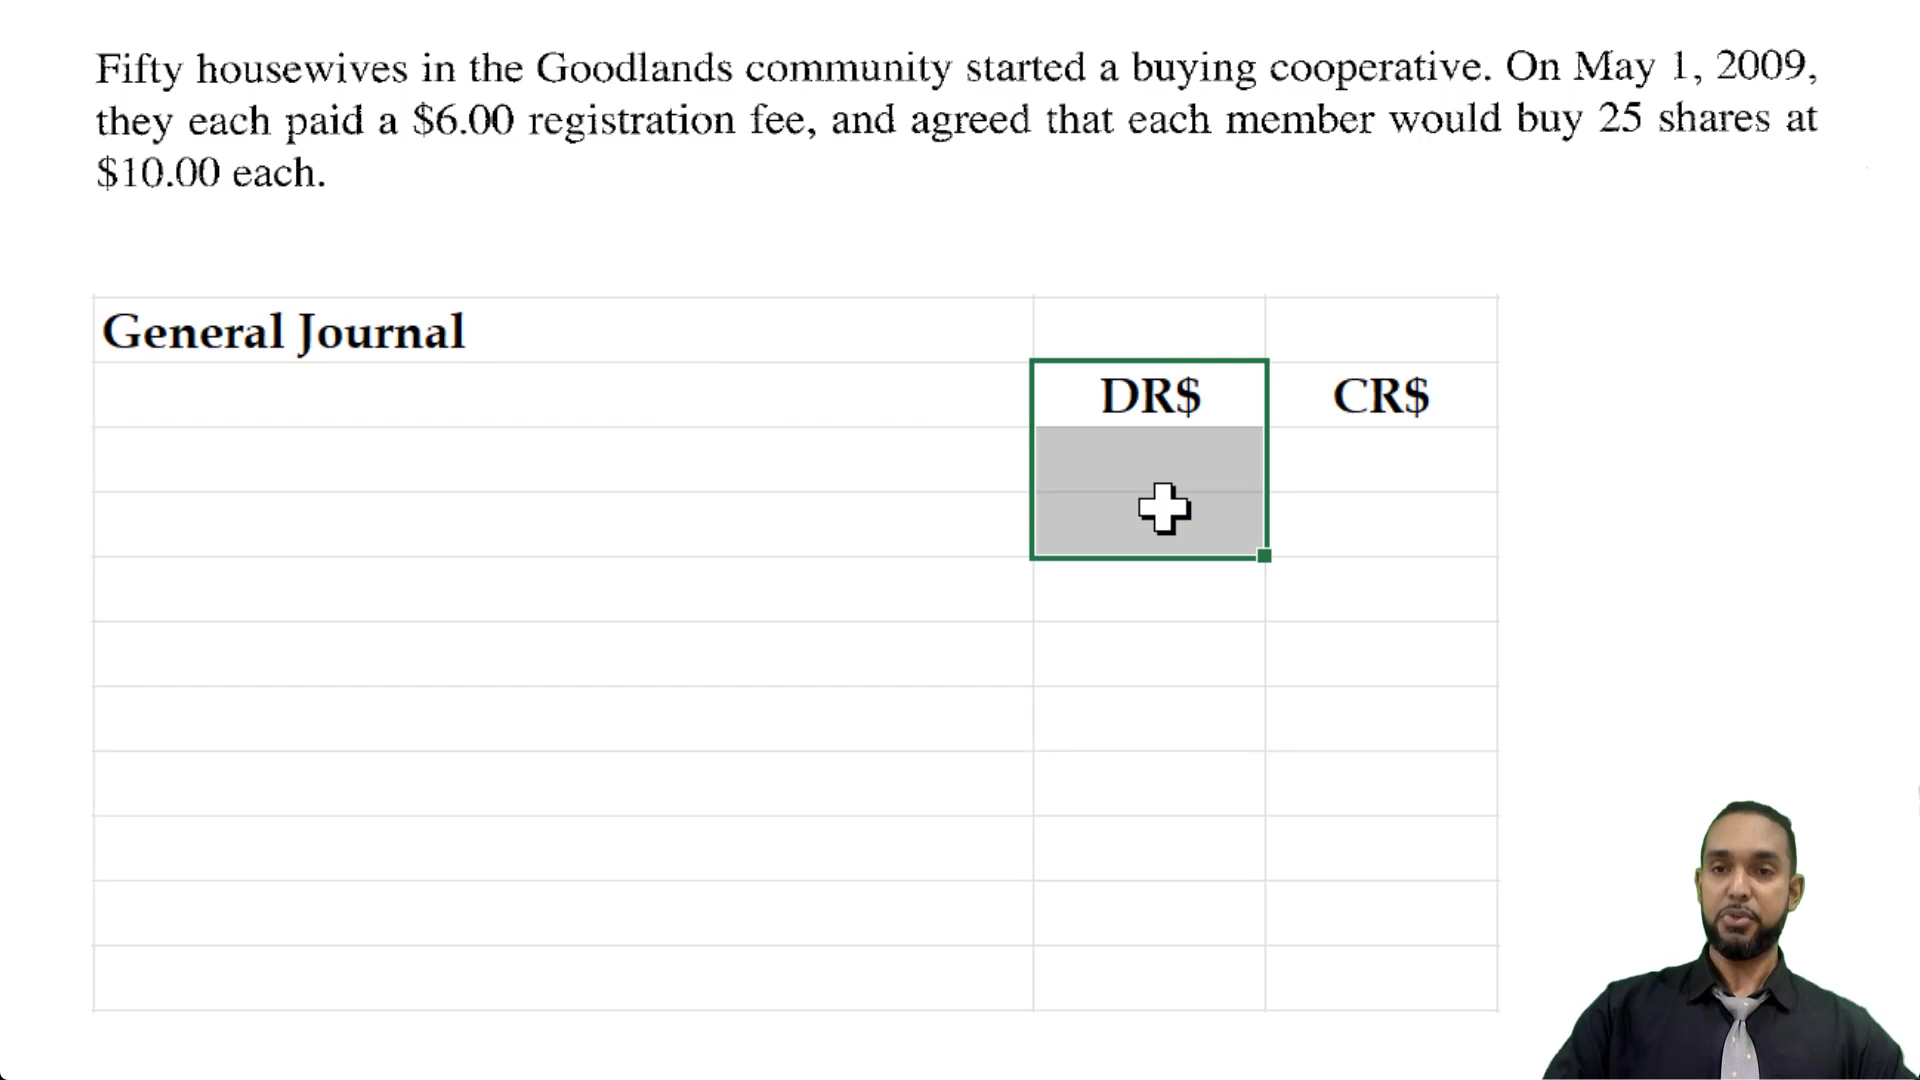 Fifty housewives in the Goodlands community started a buying cooperative. On May 1, 2009,
they each paid a $6.00 registration fee, and agreed that each member would buy 25 shares at
$10.00 each.
General Journal
DR$ CR$